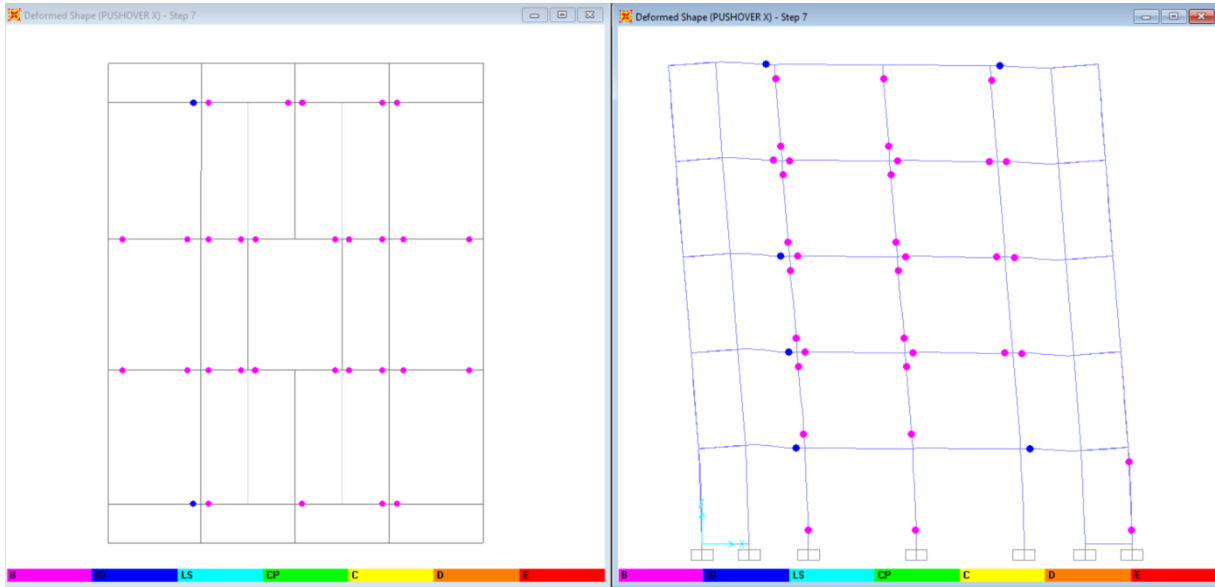 Deformed Shape (PUSHOVER X) - Step 7
B IO LS CP C D E
Deformed Shape (PUSHOVER X) - Step 7
X
B IO LS CP C D E